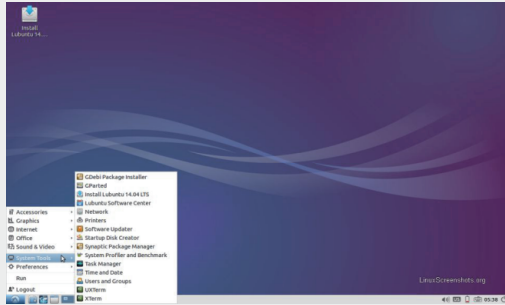 Install
Lubuntu 14....
GDebi Package Installer
GParted
Install Lubuntu 14.04 LTS
Lubuntu Software Center
Network
Printers
Software Updater
Startup Disk Creator
Synaptic Package Manager
System Profiler and Benchmark
Task Manager
Time and Date
Users and Groups
UXTerm
XTerm
Accessories
Graphics
Internet
Office
Sound & Video
System Tools
Preferences
Run
Logout
LinuxScreenshots.org
05:38